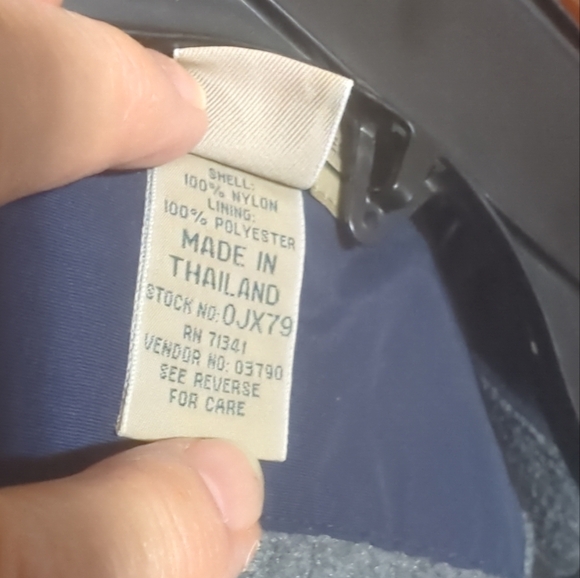 SHELL:
100% NYLON
LINING:
100% POLYESTER
MADE IN
THAILAND
STOCK NO: 0JX79
RN 71341
VENDOR NO: 03790
SEE REVERSE
FOR CARE